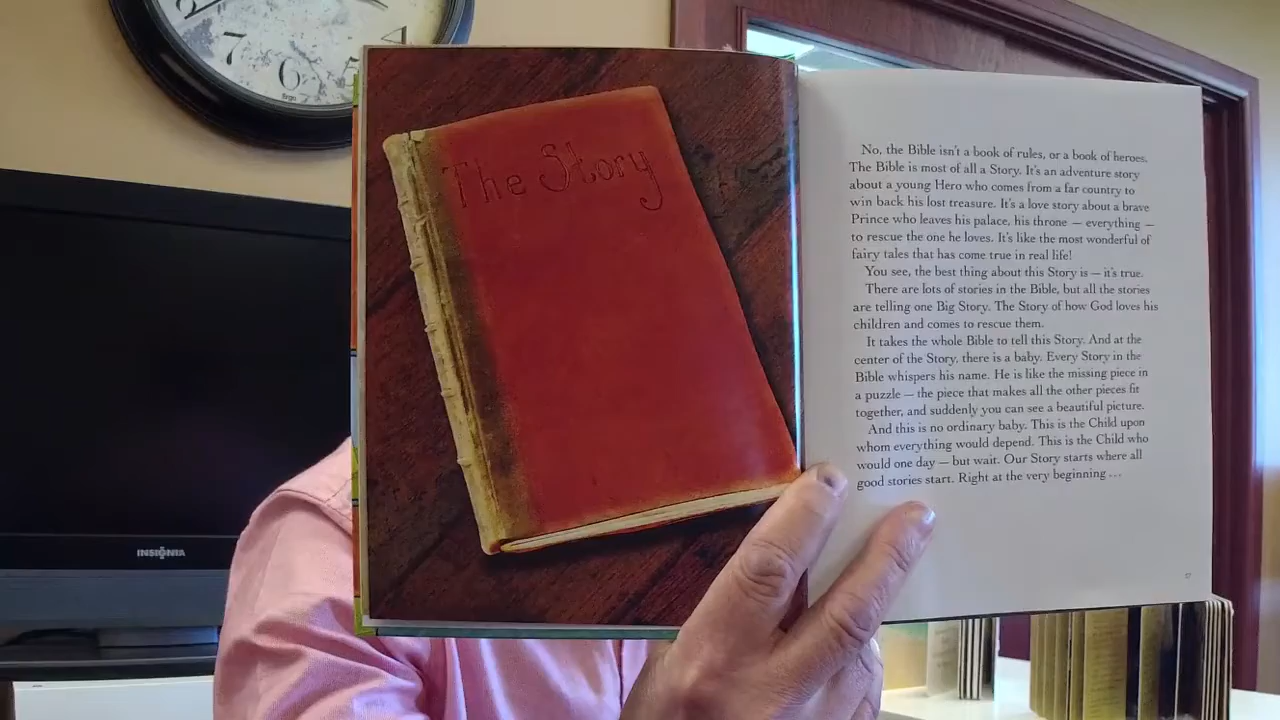 7
6
5
INSIGNIA
The Story
No, the Bible isn't a book of rules, or a book of heroes.
The Bible is most of all a Story. It's an adventure story
about a young Hero who comes from a far country to
win back his lost treasure. It's a love story about a brave
Prince who leaves his palace, his throne — everything —
to rescue the one he loves. It's like the most wonderful of
fairy tales that has come true in real life!
You see, the best thing about this Story is — it's true.
There are lots of stories in the Bible, but all the stories
are telling one Big Story. The Story of how God loves his
children and comes to rescue them.
It takes the whole Bible to tell this Story. And at the
center of the Story, there is a baby. Every Story in the
Bible whispers his name. He is like the missing piece in
a puzzle — the piece that makes all the other pieces fit
together, and suddenly you can see a beautiful picture.
And this is no ordinary baby. This is the Child upon
whom everything would depend. This is the Child who
would one day — but wait. Our Story starts where all
good stories start. Right at the very beginning ...
17